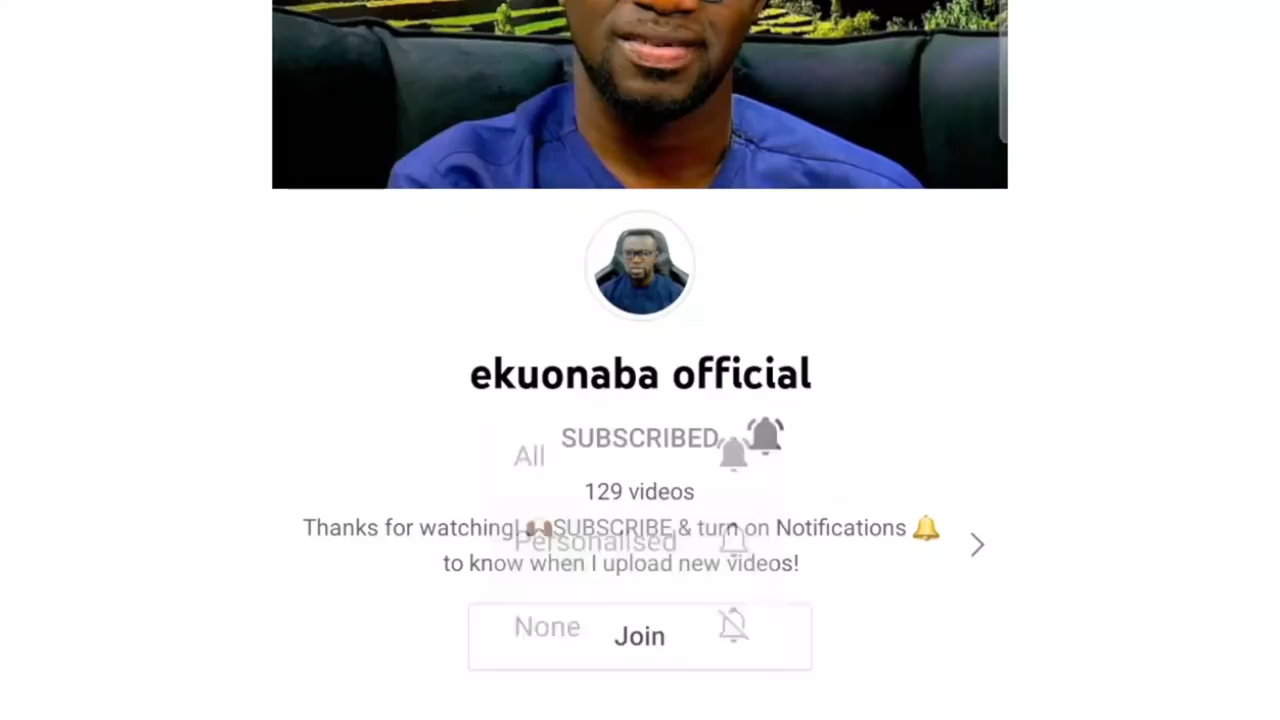 ekuonaba official
SUBSCRIBED
All
129 videos
Thanks for watching! SUBSCRIBE & turn on Notifications 🔔
Personalised
to know when I upload new videos!
None
Join